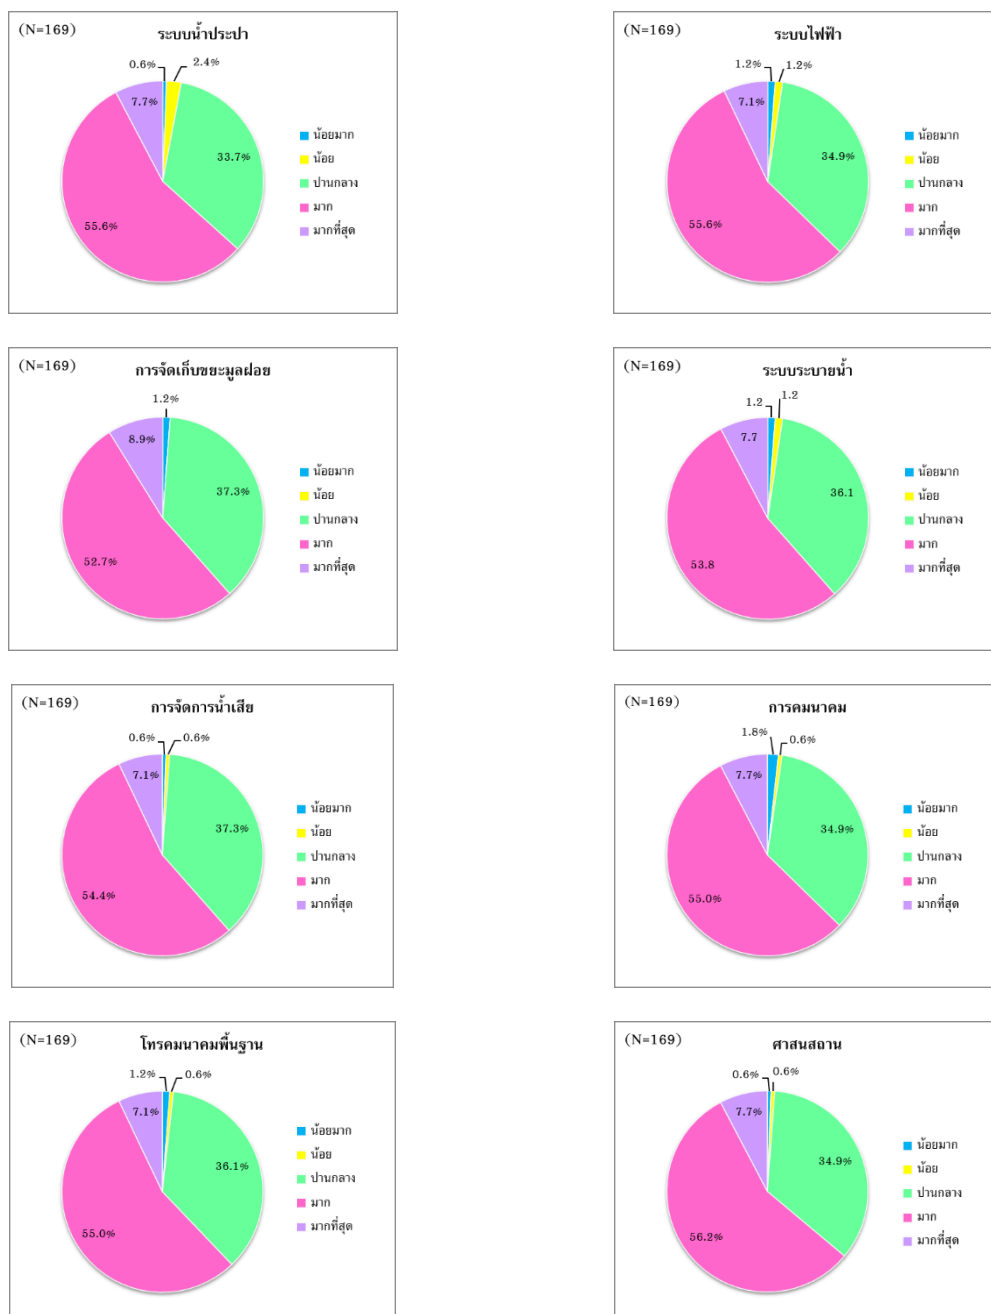 (N=169)
ระบบน้ำประปา
0.6%
2.4%
7.7%
33.7%
55.6%
น้อยมาก
น้อย
ปานกลาง
มาก
มากที่สุด
(N=169)
ระบบไฟฟ้า
1.2%
1.2%
7.1%
34.9%
55.6%
น้อยมาก
น้อย
ปานกลาง
มาก
มากที่สุด
(N=169)
การจัดเก็บขยะมูลฝอย
1.2%
8.9%
37.3%
52.7%
น้อยมาก
น้อย
ปานกลาง
มาก
มากที่สุด
(N=169)
ระบบระบายน้ำ
1.2
1.2
7.7
36.1
53.8
น้อยมาก
น้อย
ปานกลาง
มาก
มากที่สุด
(N=169)
การจัดการน้ำเสีย
0.6%
0.6%
7.1%
37.3%
54.4%
น้อยมาก
น้อย
ปานกลาง
มาก
มากที่สุด
(N=169)
การคมนาคม
1.8%
0.6%
7.7%
34.9%
55.0%
น้อยมาก
น้อย
ปานกลาง
มาก
มากที่สุด
(N=169)
โทรคมนาคมพื้นฐาน
1.2%
0.6%
7.1%
36.1%
55.0%
น้อยมาก
น้อย
ปานกลาง
มาก
มากที่สุด
(N=169)
ศาสนสถาน
0.6%
0.6%
7.7%
34.9%
56.2%
น้อยมาก
น้อย
ปานกลาง
มาก
มากที่สุด